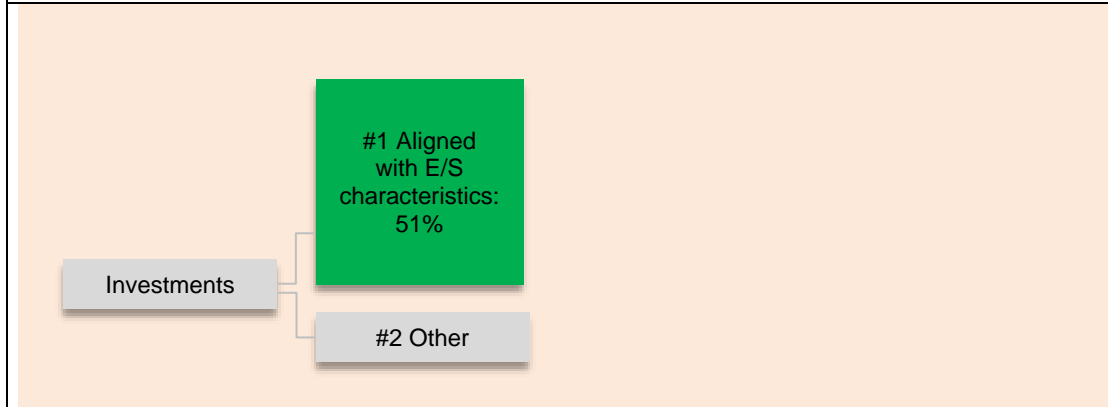 #1 Aligned
with E/S
characteristics:
51%
Investments
#2 Other